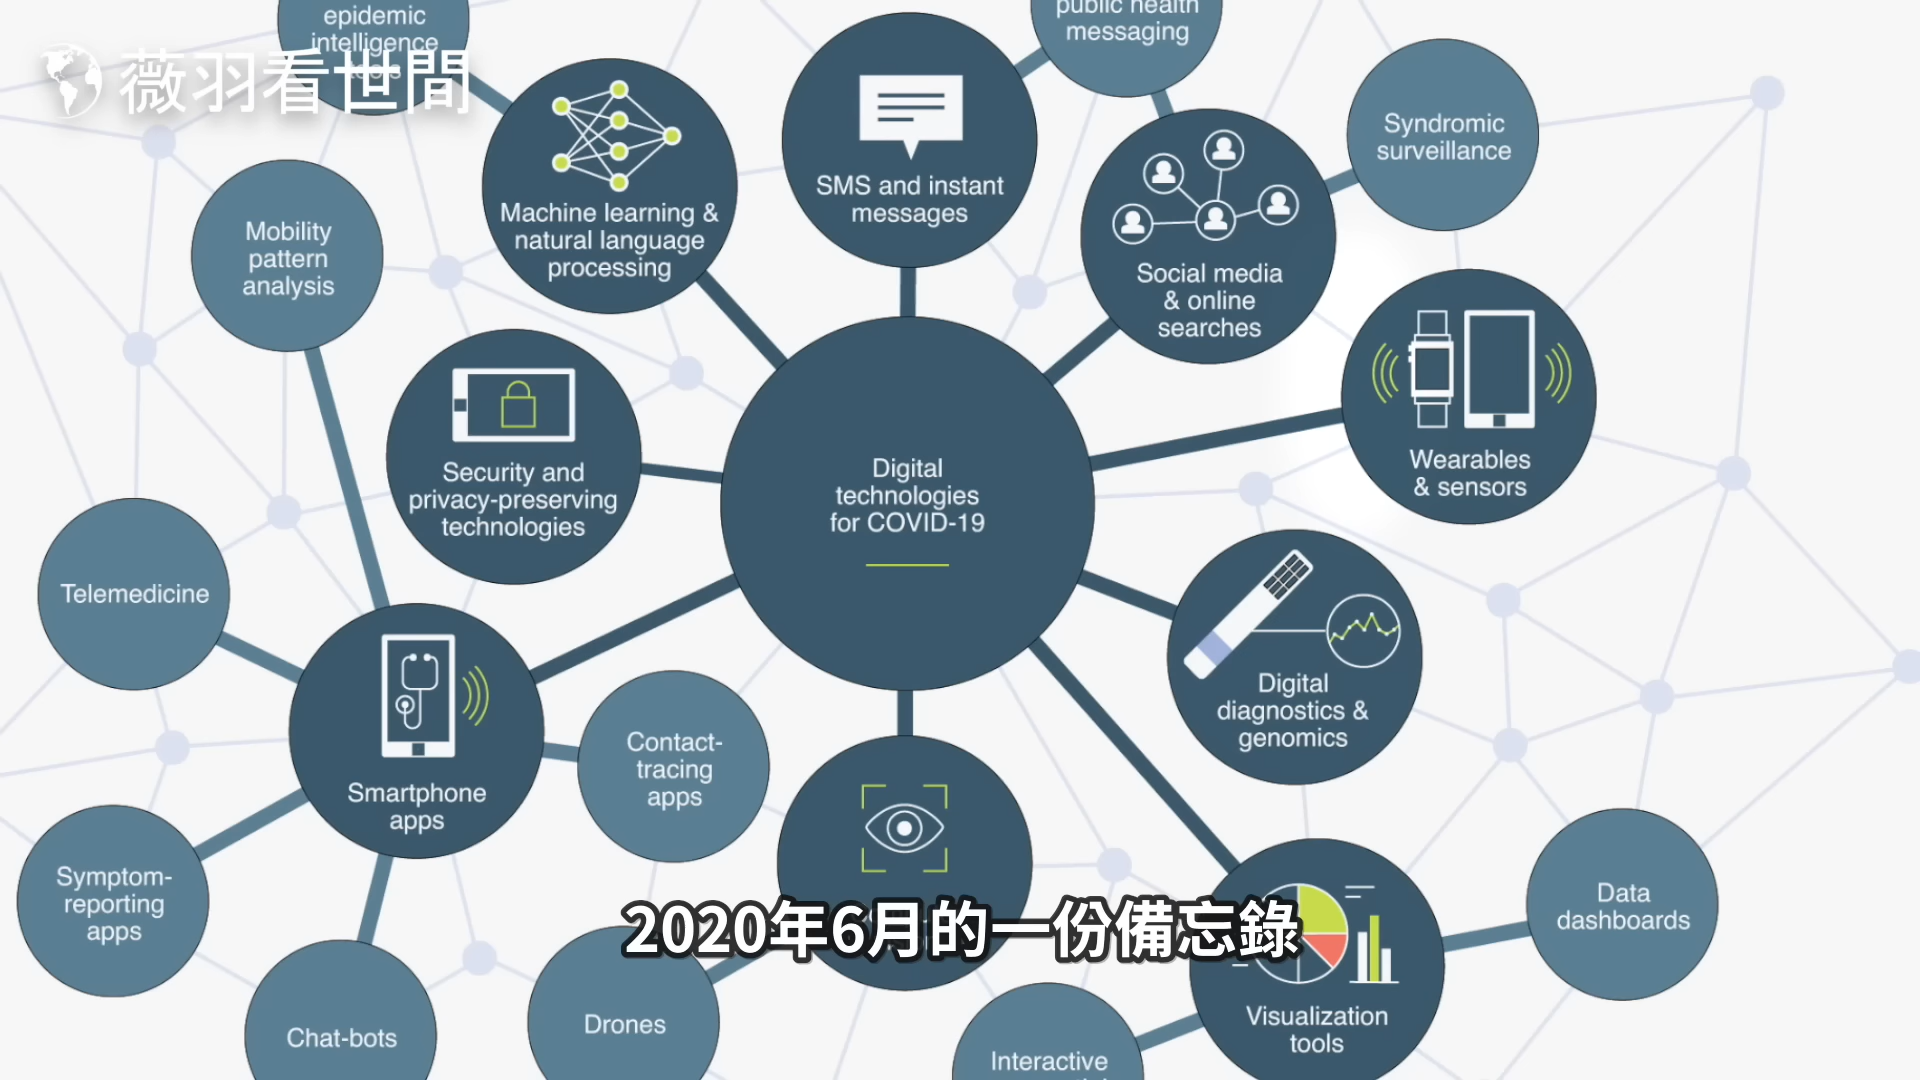 epidemic
intelligence
tools
薇羽看世間
public health
messaging
Syndromic
surveillance
SMS and instant
messages
Machine learning &
natural language
processing
Mobility
pattern
analysis
Social media
& online
searches
Wearables
& sensors
Security and
privacy-preserving
technologies
Digital
technologies
for COVID-19
Telemedicine
Digital
diagnostics &
genomics
Contact-
tracing
apps
Smartphone
apps
Symptom-
reporting
apps
Data
dashboards
2020年6月的一份備忘錄
Visualization
tools
Chat-bots
Drones
Interactive